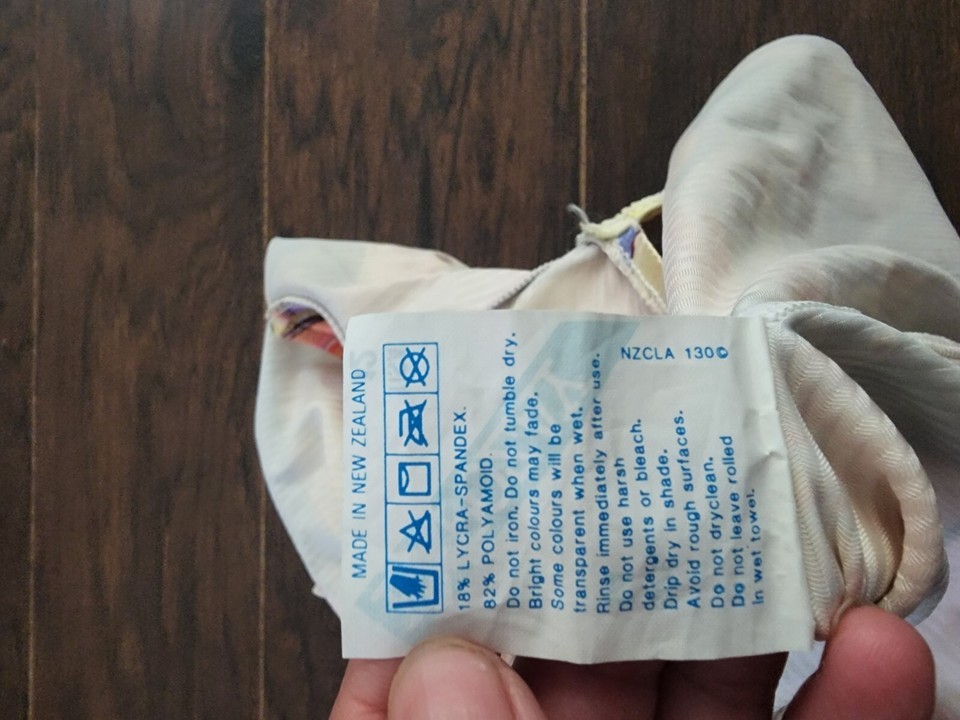 MADE IN NEW ZEALAND
18% LYCRA-SPANDEX.
82% POLYAMOID
Do not iron. Do not tumble dry.
Bright colours may fade.
Some colours will be
transparent when wet.
Rinse immediately after use.
Do not use harsh
detergents or bleach.
Drip dry in shade.
Avoid rough surfaces.
Do not dryclean.
Do not leave rolled
in wet towel.
NZCLA 130©